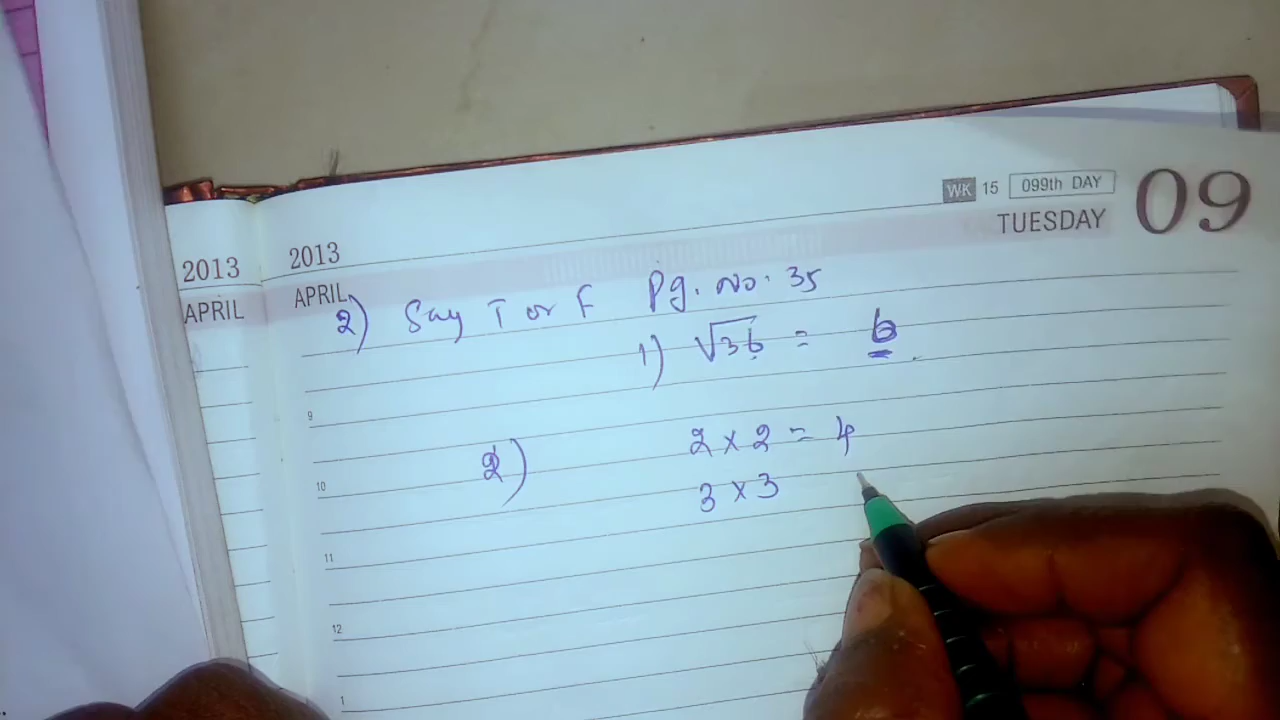 WK 15 099th DAY 09
TUESDAY
2013 2013
APRIL APRIL
2) Say T or F Pg. No. 35
1) √36 = 6
9
2) 2 × 2 = 4
10 3 × 3
11
12
1